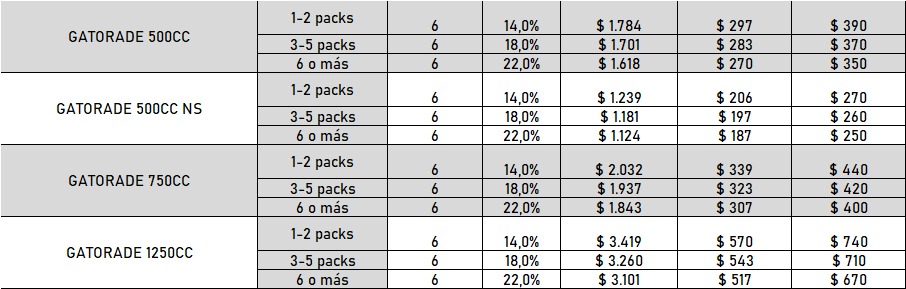 GATORADE 500CC 1-2 packs 6 14,0% $ 1.784 $ 297 $ 390
3-5 packs 6 18,0% $ 1.701 $ 283 $ 370
6 o más 6 22,0% $ 1.618 $ 270 $ 350
GATORADE 500CC NS 1-2 packs 6 14,0% $ 1.239 $ 206 $ 270
3-5 packs 6 18,0% $ 1.181 $ 197 $ 260
6 o más 6 22,0% $ 1.124 $ 187 $ 250
GATORADE 750CC 1-2 packs 6 14,0% $ 2.032 $ 339 $ 440
3-5 packs 6 18,0% $ 1.937 $ 323 $ 420
6 o más 6 22,0% $ 1.843 $ 307 $ 400
GATORADE 1250CC 1-2 packs 6 14,0% $ 3.419 $ 570 $ 740
3-5 packs 6 18,0% $ 3.260 $ 543 $ 710
6 o más 6 22,0% $ 3.101 $ 517 $ 670